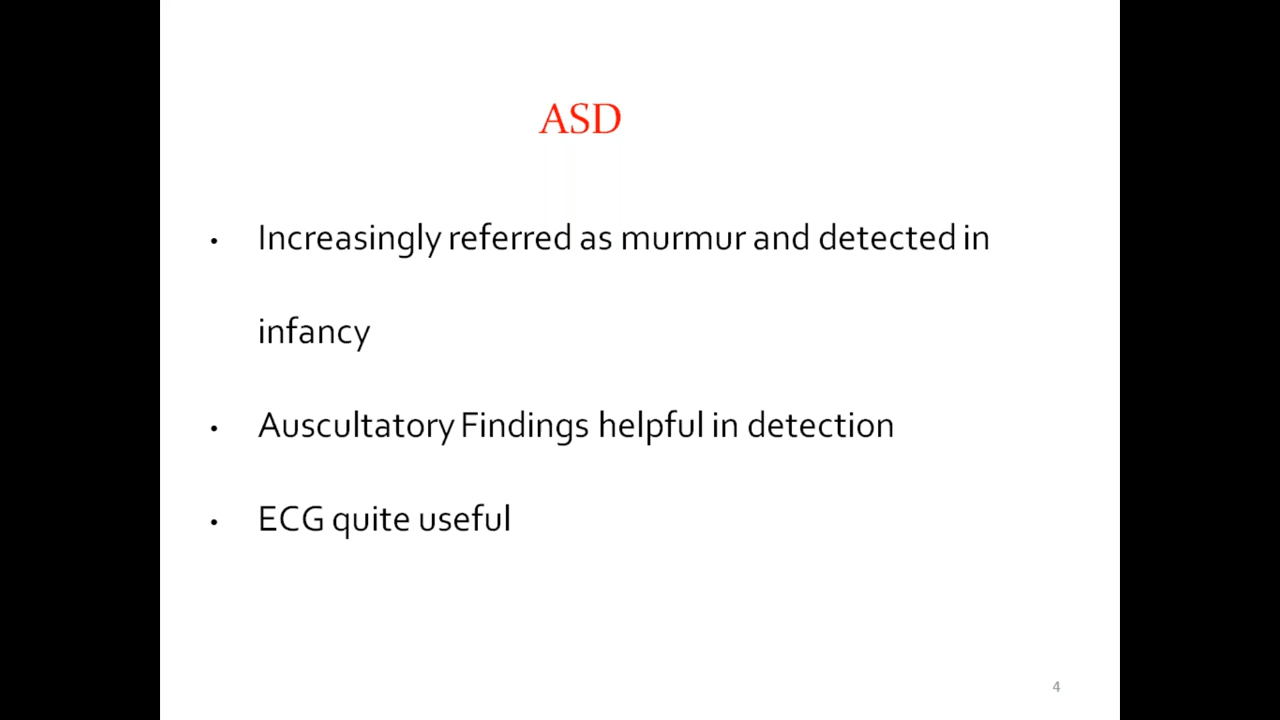 ASD
• Increasingly referred as murmur and detected in
infancy
• Auscultatory Findings helpful in detection
• ECG quite useful
4